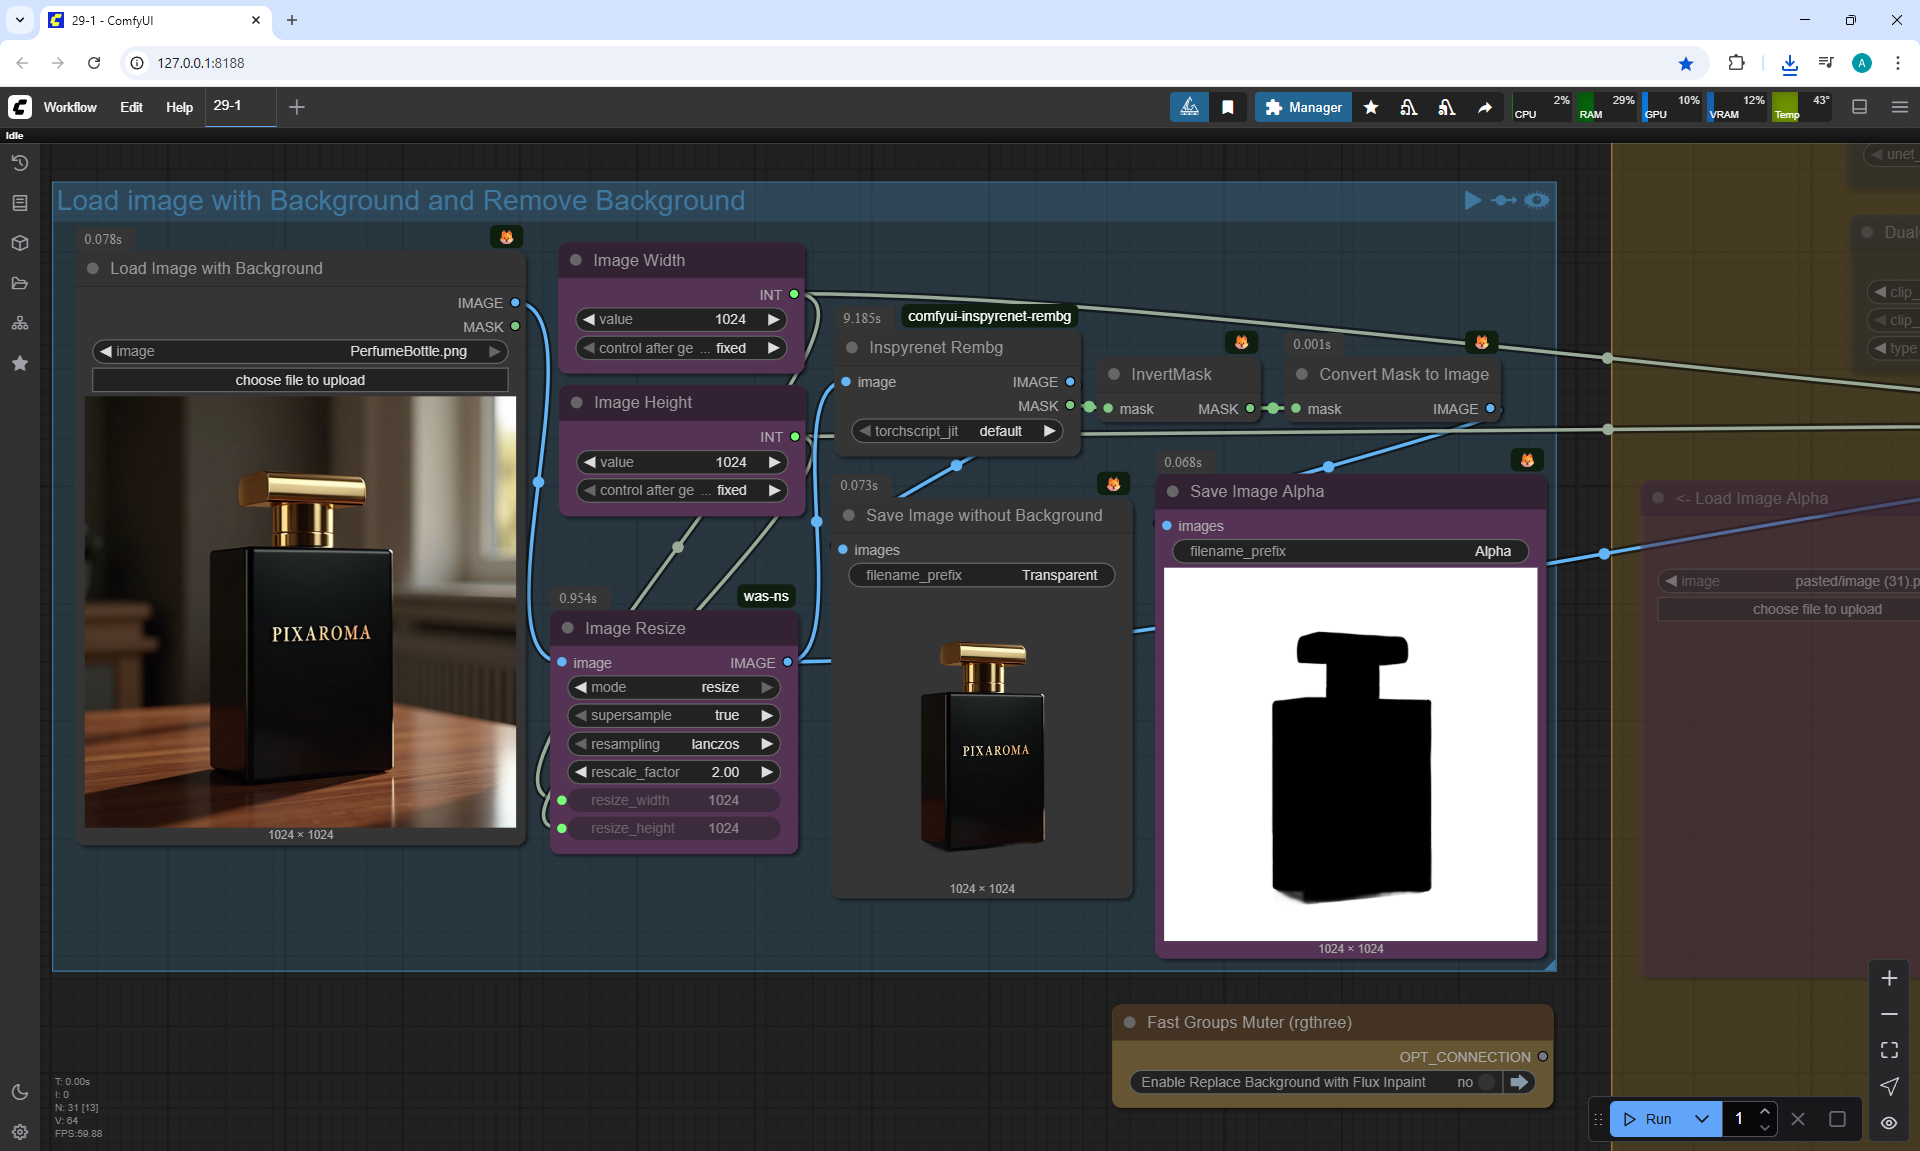 29-1 - ComfyUI
127.0.0.1:8188
A
Workflow
Edit
Help
29-1
Manager
2%
CPU
29%
RAM
10%
GPU
12%
VRAM
43°
Temp
Idle
Load image with Background and Remove Background
0.078s
Load Image with Background
IMAGE
MASK
image PerfumeBottle.png
choose file to upload
PIXAROMA
1024 × 1024
Image Width
INT
value 1024
control after ge ... fixed
Image Height
INT
value 1024
control after ge ... fixed
0.954s
was-ns
Image Resize
image IMAGE
mode resize
supersample true
resampling lanczos
rescale_factor 2.00
resize_width 1024
resize_height 1024
9.185s
comfyui-inspyrenet-rembg
Inspyrenet Rembg
image IMAGE
MASK
torchscript_jit default
InvertMask
mask MASK
0.001s
Convert Mask to Image
mask IMAGE
0.073s
Save Image without Background
images
filename_prefix Transparent
PIXAROMA
1024 × 1024
0.068s
Save Image Alpha
images
filename_prefix Alpha
1024 × 1024
unet_
Dual
clip_
clip_
type
<- Load Image Alpha
image pasted/image (31).p
choose file to upload
Fast Groups Muter (rgthree)
OPT_CONNECTION
Enable Replace Background with Flux Inpaint no
T: 0.00s
I: 0
N: 31 [13]
V: 64
FPS:59.88
Run
1